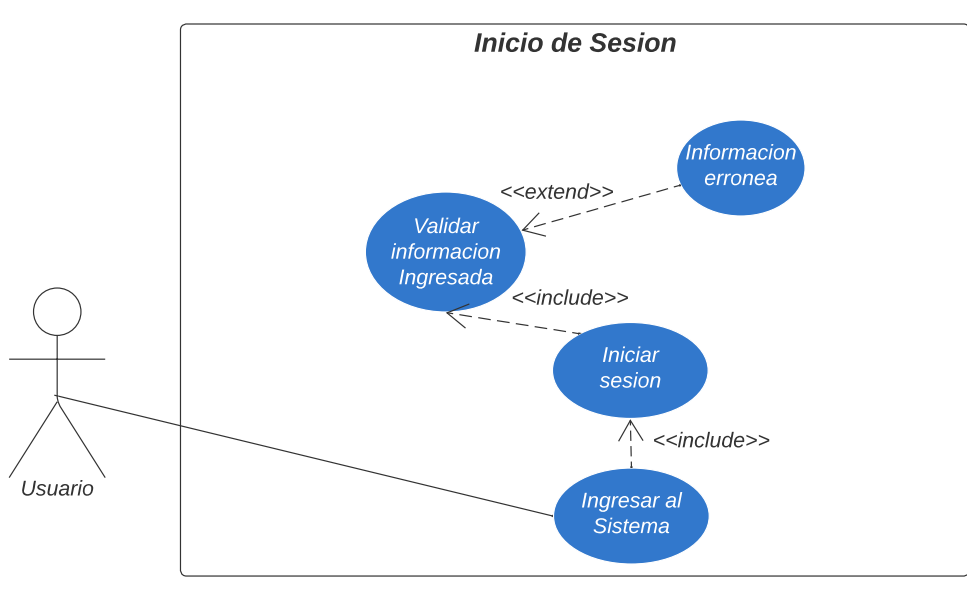 Inicio de Sesion
Informacion
erronea
<<extend>>
Validar
informacion
Ingresada
<<include>>
Iniciar
sesion
<<include>>
Usuario
Ingresar al
Sistema